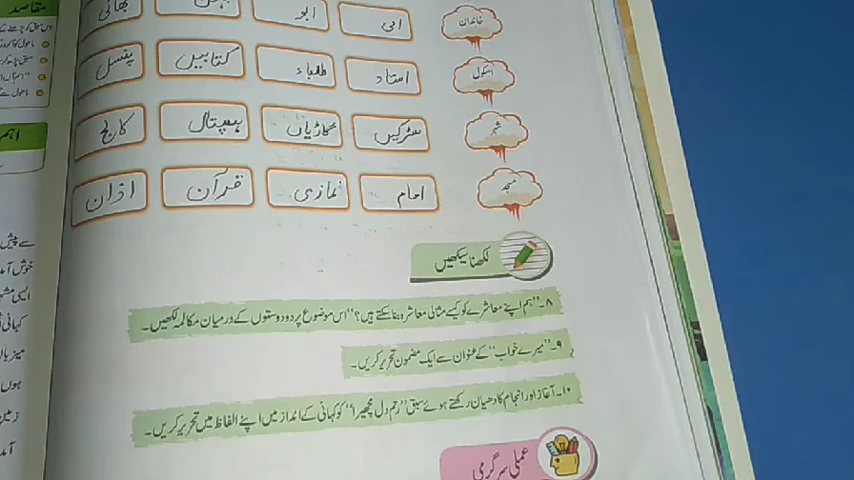 مقاصد
خاندان امی ابو بہن بھائی
اسکول استاد طلباء کتابیں پنسل
شہر سڑکیں گاڑیاں ہسپتال کالج
مسجد امام نمازی قرآن اذان
اہم
لکھنا سیکھیں
۸۔ "ہم اپنے معاشرے کو کیسے مثالی معاشرہ بنا سکتے ہیں؟" اس موضوع پر دو دوستوں کے درمیان مکالمہ لکھیں۔
۹۔ "میرے خواب" کے عنوان سے ایک مضمون تحریر کریں۔
۱۰۔ آغاز اور انجام کا دھیان رکھتے ہوئے سبق "رحم دل مچھیرا" کو کہانی کے انداز میں اپنے الفاظ میں تحریر کریں۔
عملی سرگرمی